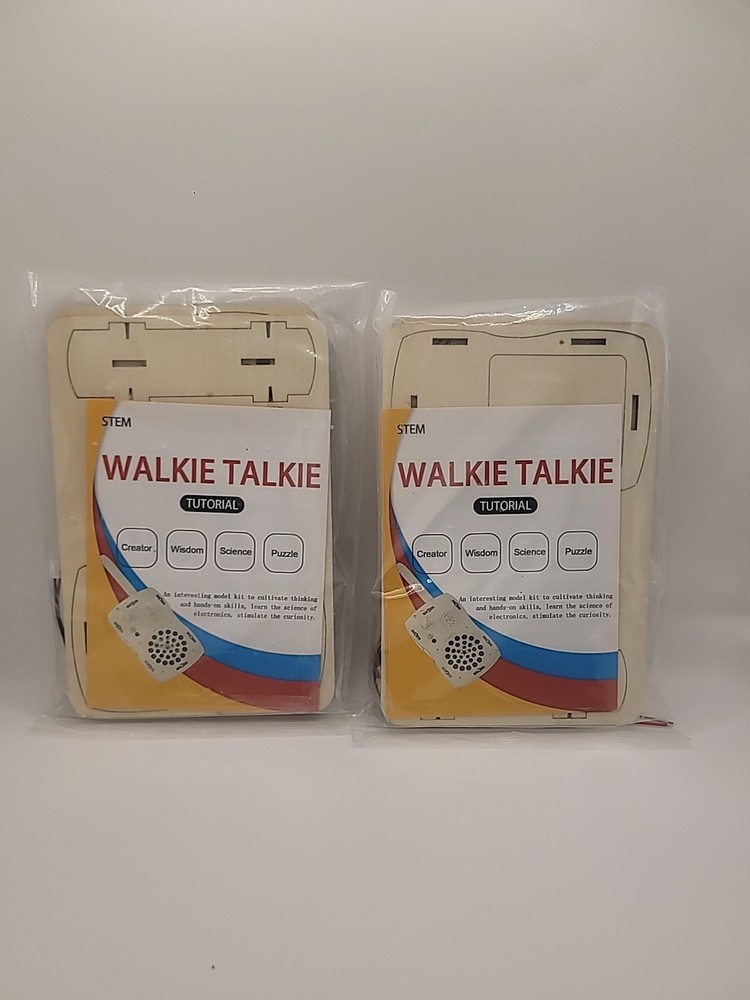 STEM
WALKIE TALKIE
TUTORIAL
Creator
Wisdom
Science
Puzzle
An interesting model kit to cultivate thinking
and hands-on skills, learn the science of
electronics, stimulate the curiosity.
STEM
WALKIE TALKIE
TUTORIAL
Creator
Wisdom
Science
Puzzle
An interesting model kit to cultivate thinking
and hands-on skills, learn the science of
electronics, stimulate the curiosity.